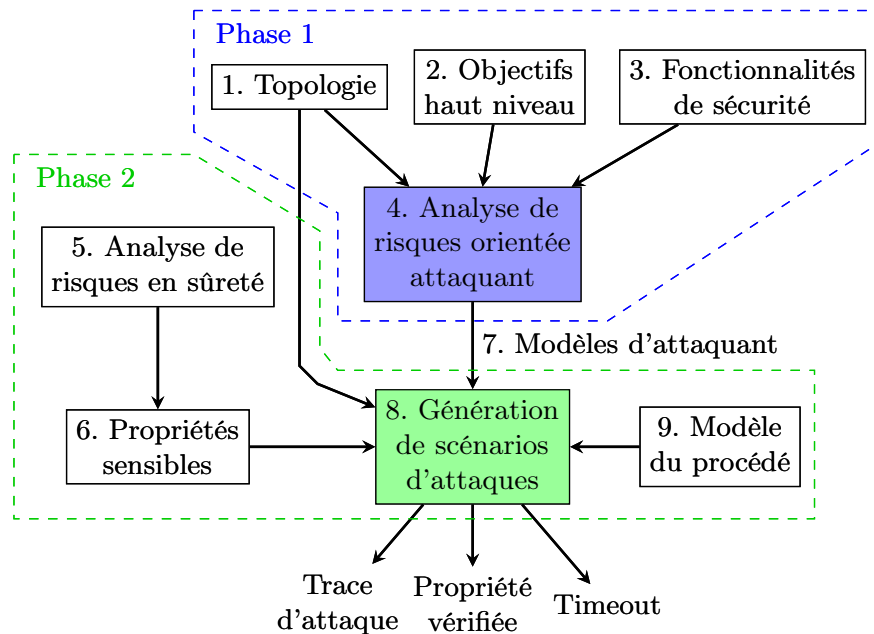 Phase 1
1. Topologie
2. Objectifs
haut niveau
3. Fonctionnalités
de sécurité
Phase 2
4. Analyse de
risques orientée
attaquant
5. Analyse de
risques en sûreté
7. Modèles d'attaquant
6. Propriétés
sensibles
8. Génération
de scénarios
d'attaques
9. Modèle
du procédé
Trace
d'attaque
Propriété
vérifiée
Timeout